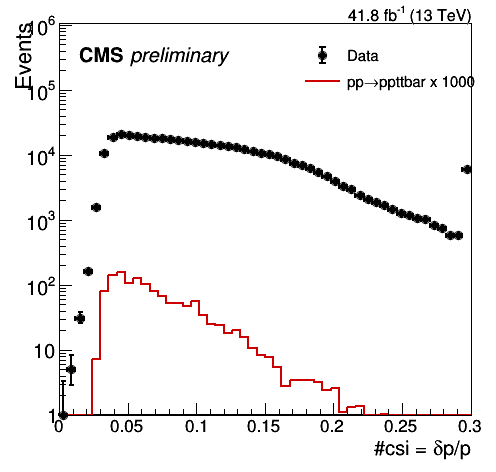 41.8 fb⁻¹ (13 TeV)
Events
CMS preliminary
Data
pp→ppttbar x 1000
10⁶
10⁵
10⁴
10³
10²
10
1
0 0.05 0.1 0.15 0.2 0.25 0.3
#csi = δp/p